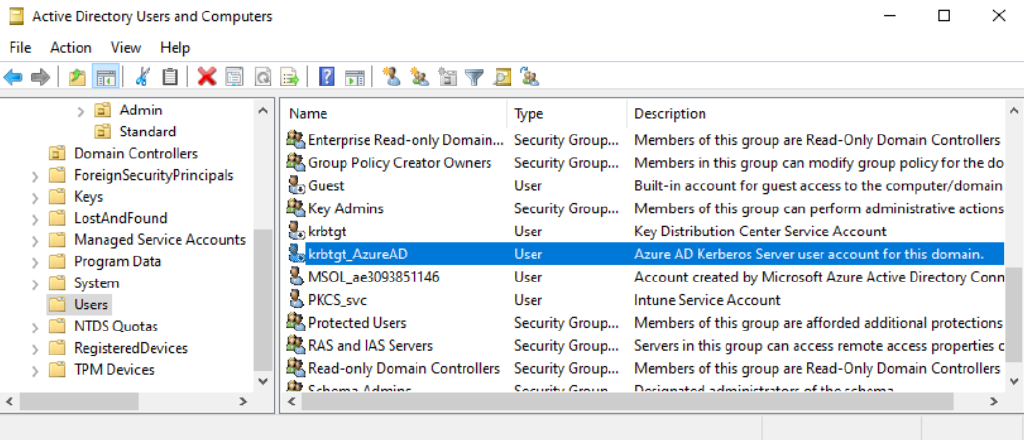 Active Directory Users and Computers
File Action View Help
Admin
Standard
Domain Controllers
ForeignSecurityPrincipals
Keys
LostAndFound
Managed Service Accounts
Program Data
System
Users
NTDS Quotas
RegisteredDevices
TPM Devices
Name Type Description
Enterprise Read-only Domain... Security Group... Members of this group are Read-Only Domain Controllers
Group Policy Creator Owners Security Group... Members in this group can modify group policy for the do
Guest User Built-in account for guest access to the computer/domain
Key Admins Security Group... Members of this group can perform administrative actions
krbtgt User Key Distribution Center Service Account
krbtgt_AzureAD User Azure AD Kerberos Server user account for this domain.
MSOL_ae3093851146 User Account created by Microsoft Azure Active Directory Conn
PKCS_svc User Intune Service Account
Protected Users Security Group... Members of this group are afforded additional protections
RAS and IAS Servers Security Group... Servers in this group can access remote access properties c
Read-only Domain Controllers Security Group... Members of this group are Read-Only Domain Controllers
Schema Admins Security Group... Designated administrators of the schema